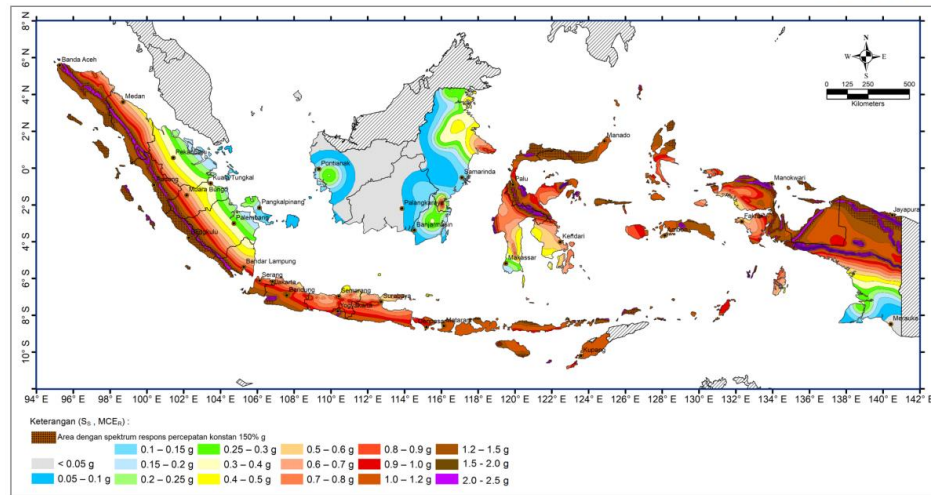 94° E 96° E 98° E 100° E 102° E 104° E 106° E 108° E 110° E 112° E 114° E 116° E 118° E 120° E 122° E 124° E 126° E 128° E 130° E 132° E 134° E 136° E 138° E 140° E 142° E
8° N
6° N
4° N
2° N
0°
2° S
4° S
6° S
8° S
10° S
N
W E
S
0 125 250 500
Kilometers
Banda Aceh
Medan
Pekanbaru
Padang
Kuala Tungkal
Muara Bungo
Pangkalpinang
Palembang
Bengkulu
Bandar Lampung
Serang
Jakarta
Bandung
Semarang
Yogyakarta
Surabaya
Mataram
Kupang
Pontianak
Samarinda
Palangkaraya
Banjarmasin
Manado
Palu
Kendari
Makassar
Manokwari
Jayapura
Merauke
Keterangan (Ss , MCER) :
Area dengan spektrum respons percepatan konstan 150% g
< 0.05 g
0.05 – 0.1 g
0.1 – 0.15 g
0.15 – 0.2 g
0.2 – 0.25 g
0.25 – 0.3 g
0.3 – 0.4 g
0.4 – 0.5 g
0.5 – 0.6 g
0.6 – 0.7 g
0.7 – 0.8 g
0.8 – 0.9 g
0.9 – 1.0 g
1.0 – 1.2 g
1.2 – 1.5 g
1.5 - 2.0 g
2.0 - 2.5 g